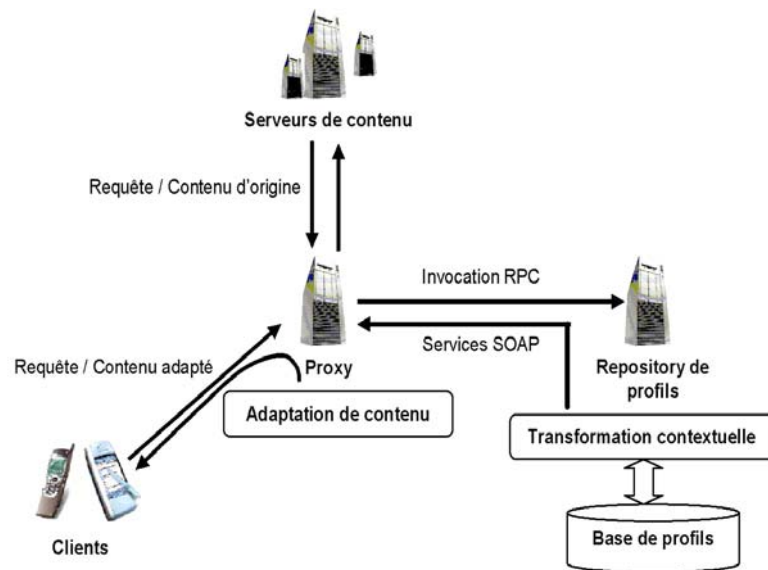 Serveurs de contenu
Requête / Contenu d'origine
Invocation RPC
Services SOAP
Requête / Contenu adapté
Proxy
Repository de
profils
Adaptation de contenu
Transformation contextuelle
Base de profils
Clients